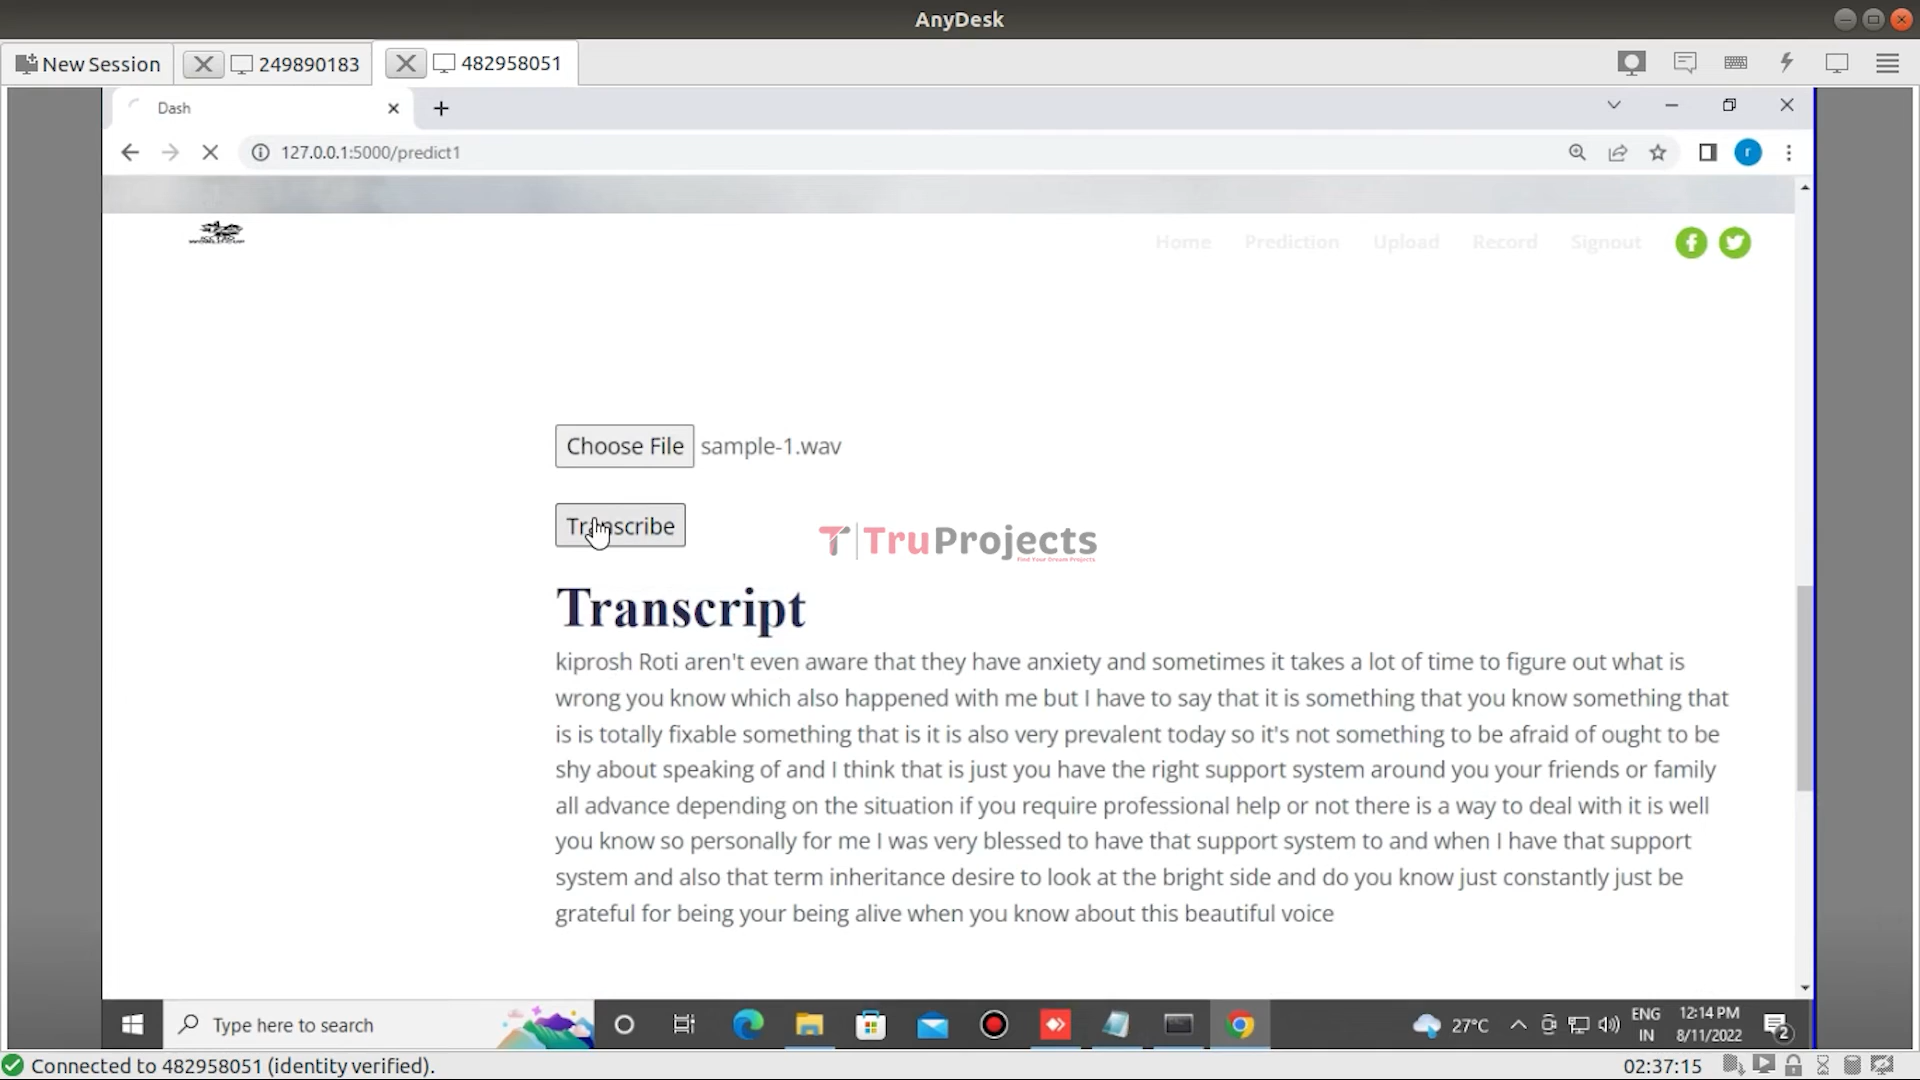 AnyDesk
New Session
249890183
482958051
Dash
127.0.0.1:5000/predict1
r
Home Prediction Upload Record Signout
Choose File sample-1.wav
Transcribe
TruProjects
Find Your Dream Projects
Transcript
kiprosh Roti aren't even aware that they have anxiety and sometimes it takes a lot of time to figure out what is
wrong you know which also happened with me but I have to say that it is something that you know something that
is is totally fixable something that is it is also very prevalent today so it's not something to be afraid of ought to be
shy about speaking of and I think that is just you have the right support system around you your friends or family
all advance depending on the situation if you require professional help or not there is a way to deal with it is well
you know so personally for me I was very blessed to have that support system to and when I have that support
system and also that term inheritance desire to look at the bright side and do you know just constantly just be
grateful for being your being alive when you know about this beautiful voice
Type here to search
27°C
ENG
IN
12:14 PM
8/11/2022
2
Connected to 482958051 (identity verified).
02:37:15